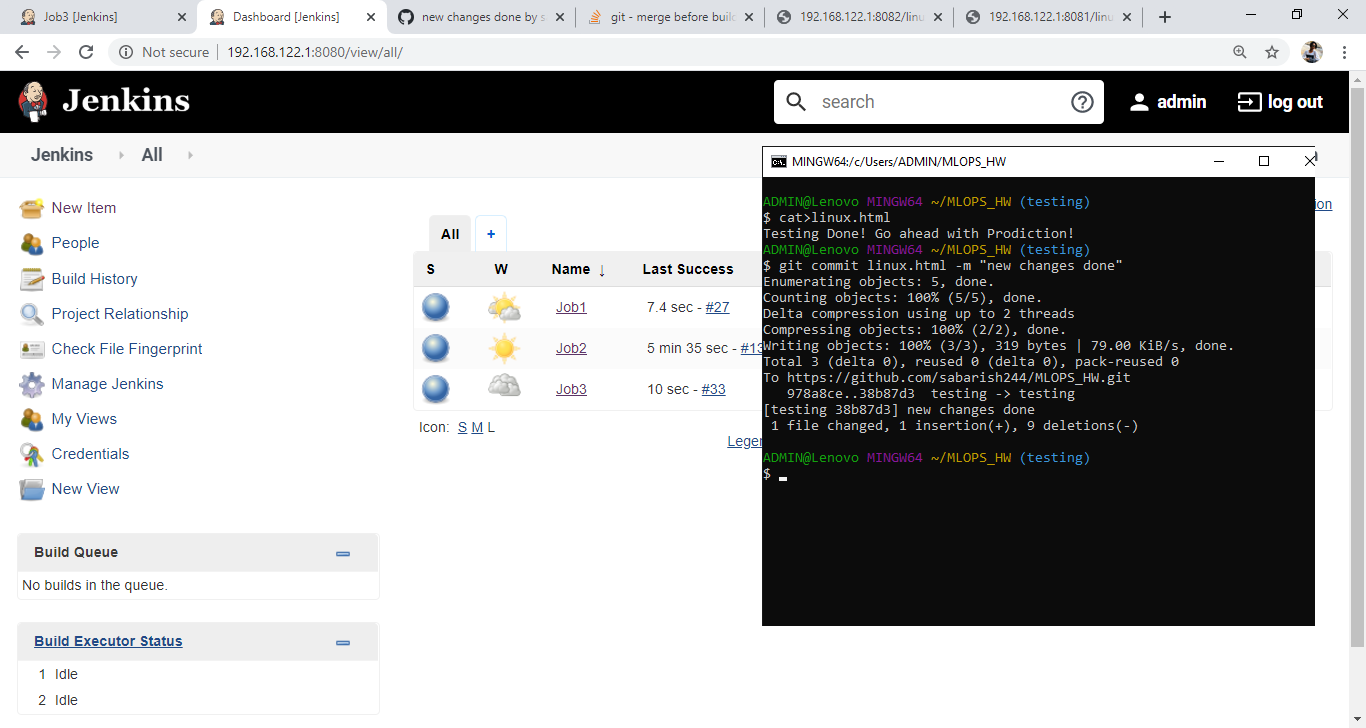 Job3 [Jenkins]
Dashboard [Jenkins]
new changes done by s
git - merge before build
192.168.122.1:8082/linu
192.168.122.1:8081/linu
Not secure
192.168.122.1:8080/view/all/
Jenkins
search
admin
log out
Jenkins
All
New Item
People
Build History
Project Relationship
Check File Fingerprint
Manage Jenkins
My Views
Credentials
New View
Build Queue
No builds in the queue.
Build Executor Status
1 Idle
2 Idle
All
+
S W Name ↓ Last Success
Job1 7.4 sec - #27
Job2 5 min 35 sec - #13
Job3 10 sec - #33
Icon: S M L
Legen
ion
MINGW64:/c/Users/ADMIN/MLOPS_HW
ADMIN@Lenovo MINGW64 ~/MLOPS_HW (testing)
$ cat>linux.html
Testing Done! Go ahead with Prodiction!
ADMIN@Lenovo MINGW64 ~/MLOPS_HW (testing)
$ git commit linux.html -m "new changes done"
Enumerating objects: 5, done.
Counting objects: 100% (5/5), done.
Delta compression using up to 2 threads
Compressing objects: 100% (2/2), done.
Writing objects: 100% (3/3), 319 bytes | 79.00 KiB/s, done.
Total 3 (delta 0), reused 0 (delta 0), pack-reused 0
To https://github.com/sabarish244/MLOPS_HW.git
978a8ce..38b87d3 testing -> testing
[testing 38b87d3] new changes done
1 file changed, 1 insertion(+), 9 deletions(-)
ADMIN@Lenovo MINGW64 ~/MLOPS_HW (testing)
$